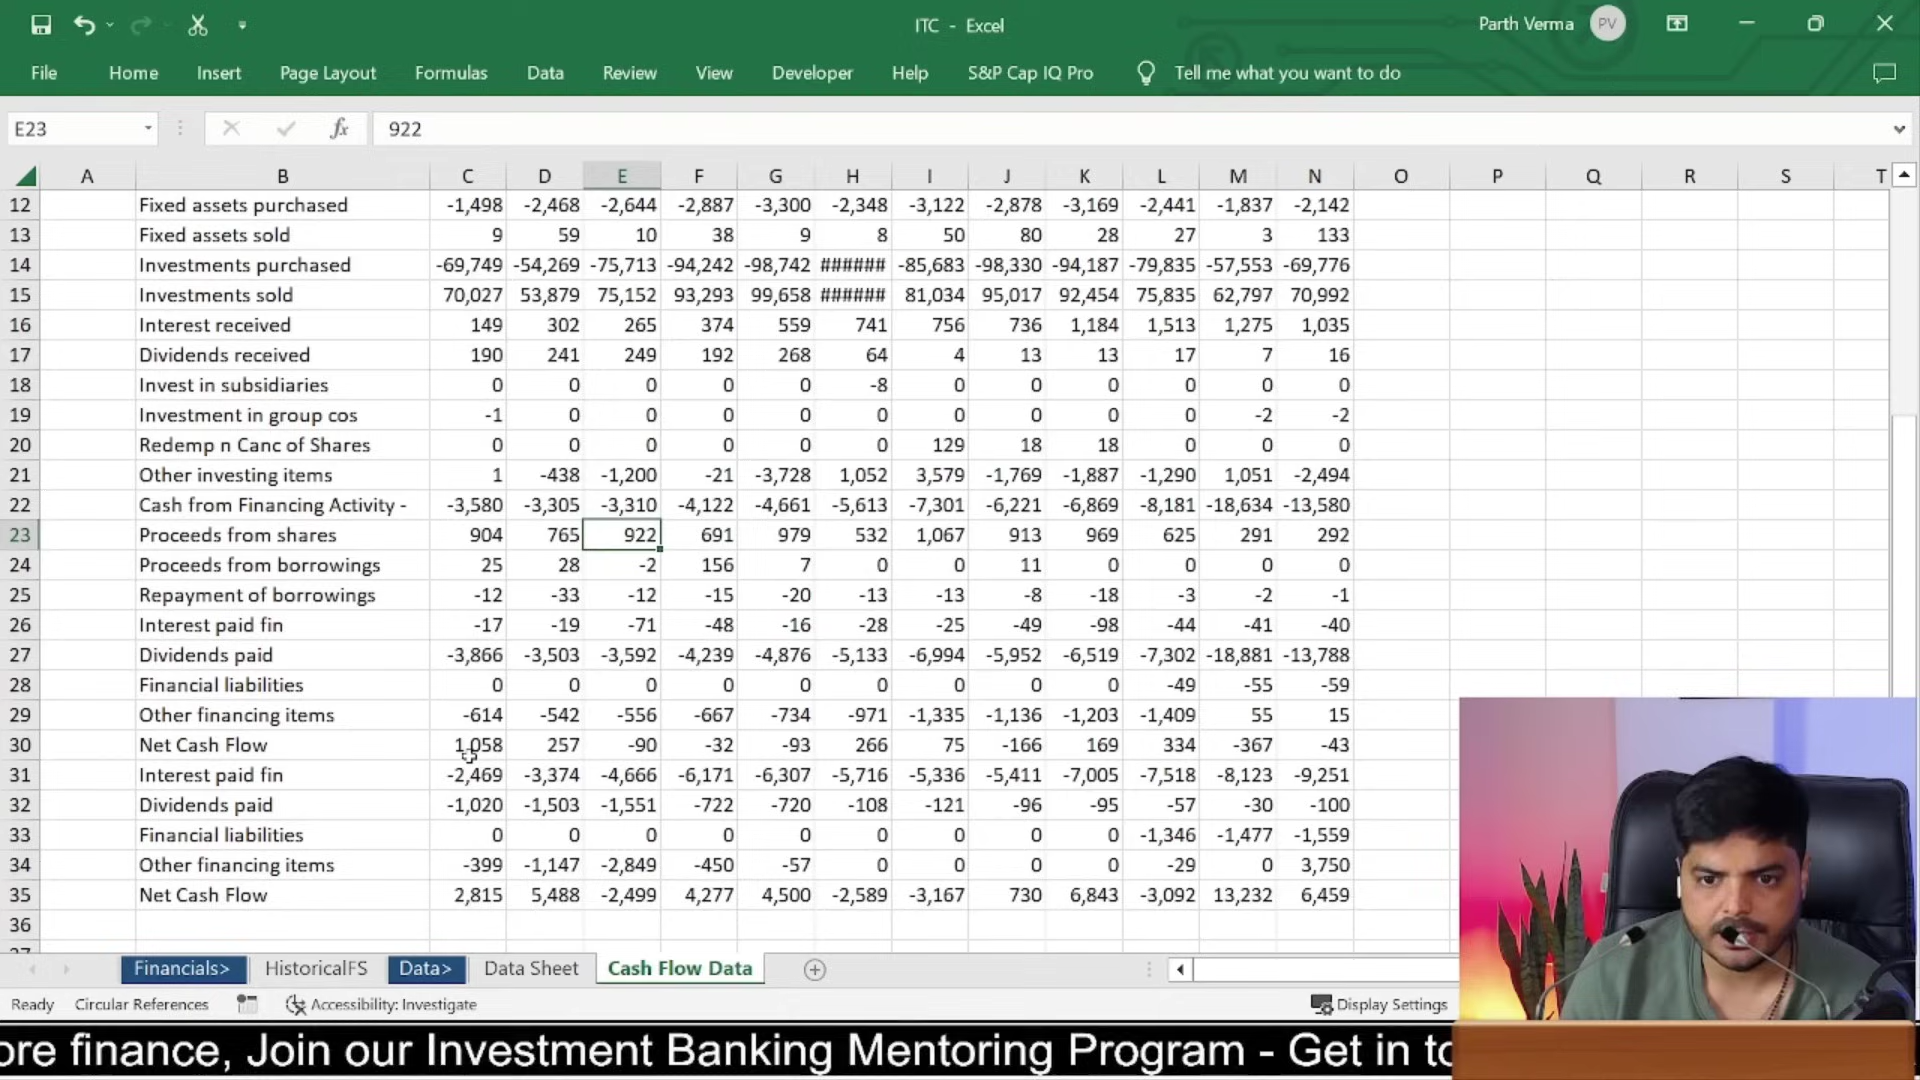 ITC - Excel
Parth Verma PV
File Home Insert Page Layout Formulas Data Review View Developer Help S&P Cap IQ Pro Tell me what you want to do
E23 fx 922
A B C D E F G H I J K L M N O P Q R S T
12 Fixed assets purchased -1,498 -2,468 -2,644 -2,887 -3,300 -2,348 -3,122 -2,878 -3,169 -2,441 -1,837 -2,142
13 Fixed assets sold 9 59 10 38 9 8 50 80 28 27 3 133
14 Investments purchased -69,749 -54,269 -75,713 -94,242 -98,742 ###### -85,683 -98,330 -94,187 -79,835 -57,553 -69,776
15 Investments sold 70,027 53,879 75,152 93,293 99,658 ###### 81,034 95,017 92,454 75,835 62,797 70,992
16 Interest received 149 302 265 374 559 741 756 736 1,184 1,513 1,275 1,035
17 Dividends received 190 241 249 192 268 64 4 13 13 17 7 16
18 Invest in subsidiaries 0 0 0 0 0 -8 0 0 0 0 0 0
19 Investment in group cos -1 0 0 0 0 0 0 0 0 0 -2 -2
20 Redemp n Canc of Shares 0 0 0 0 0 0 129 18 18 0 0 0
21 Other investing items 1 -438 -1,200 -21 -3,728 1,052 3,579 -1,769 -1,887 -1,290 1,051 -2,494
22 Cash from Financing Activity - -3,580 -3,305 -3,310 -4,122 -4,661 -5,613 -7,301 -6,221 -6,869 -8,181 -18,634 -13,580
23 Proceeds from shares 904 765 922 691 979 532 1,067 913 969 625 291 292
24 Proceeds from borrowings 25 28 -2 156 7 0 0 11 0 0 0 0
25 Repayment of borrowings -12 -33 -12 -15 -20 -13 -13 -8 -18 -3 -2 -1
26 Interest paid fin -17 -19 -71 -48 -16 -28 -25 -49 -98 -44 -41 -40
27 Dividends paid -3,866 -3,503 -3,592 -4,239 -4,876 -5,133 -6,994 -5,952 -6,519 -7,302 -18,881 -13,788
28 Financial liabilities 0 0 0 0 0 0 0 0 0 -49 -55 -59
29 Other financing items -614 -542 -556 -667 -734 -971 -1,335 -1,136 -1,203 -1,409 55 15
30 Net Cash Flow 1,058 257 -90 -32 -93 266 75 -166 169 334 -367 -43
31 Interest paid fin -2,469 -3,374 -4,666 -6,171 -6,307 -5,716 -5,336 -5,411 -7,005 -7,518 -8,123 -9,251
32 Dividends paid -1,020 -1,503 -1,551 -722 -720 -108 -121 -96 -95 -57 -30 -100
33 Financial liabilities 0 0 0 0 0 0 0 0 0 -1,346 -1,477 -1,559
34 Other financing items -399 -1,147 -2,849 -450 -57 0 0 0 0 -29 0 3,750
35 Net Cash Flow 2,815 5,488 -2,499 4,277 4,500 -2,589 -3,167 730 6,843 -3,092 13,232 6,459
36
Financials> HistoricalFS Data> Data Sheet Cash Flow Data
Ready Circular References Accessibility: Investigate Display Settings
ore finance, Join our Investment Banking Mentoring Program - Get in to